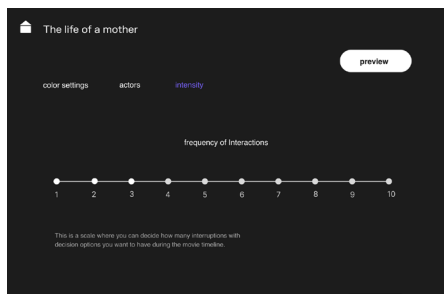 The life of a mother
preview
color settings actors intensity
frequency of Interactions
1 2 3 4 5 6 7 8 9 10
This is a scale where you can decide how many interruptions with
decision options you want to have during the movie timeline.